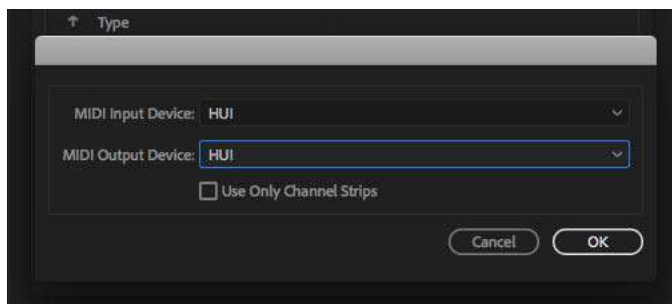 Type
MIDI Input Device: HUI
MIDI Output Device: HUI
Use Only Channel Strips
Cancel OK